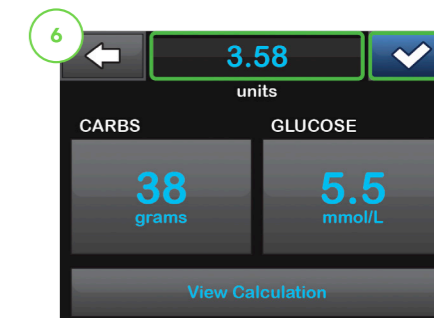 6
3.58
units
CARBS GLUCOSE
38 5.5
grams mmol/L
View Calculation